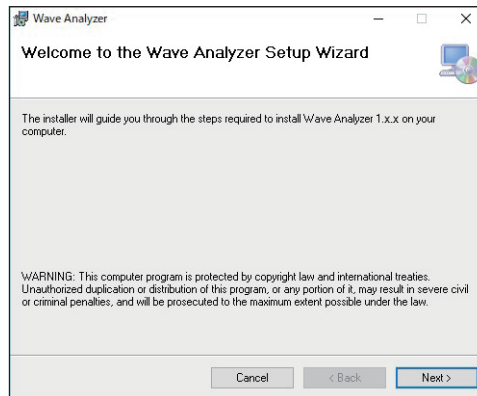 Wave Analyzer
Welcome to the Wave Analyzer Setup Wizard
The installer will guide you through the steps required to install Wave Analyzer 1.x.x on your
computer.
WARNING: This computer program is protected by copyright law and international treaties.
Unauthorized duplication or distribution of this program, or any portion of it, may result in severe civil
or criminal penalties, and will be prosecuted to the maximum extent possible under the law.
Cancel < Back Next >